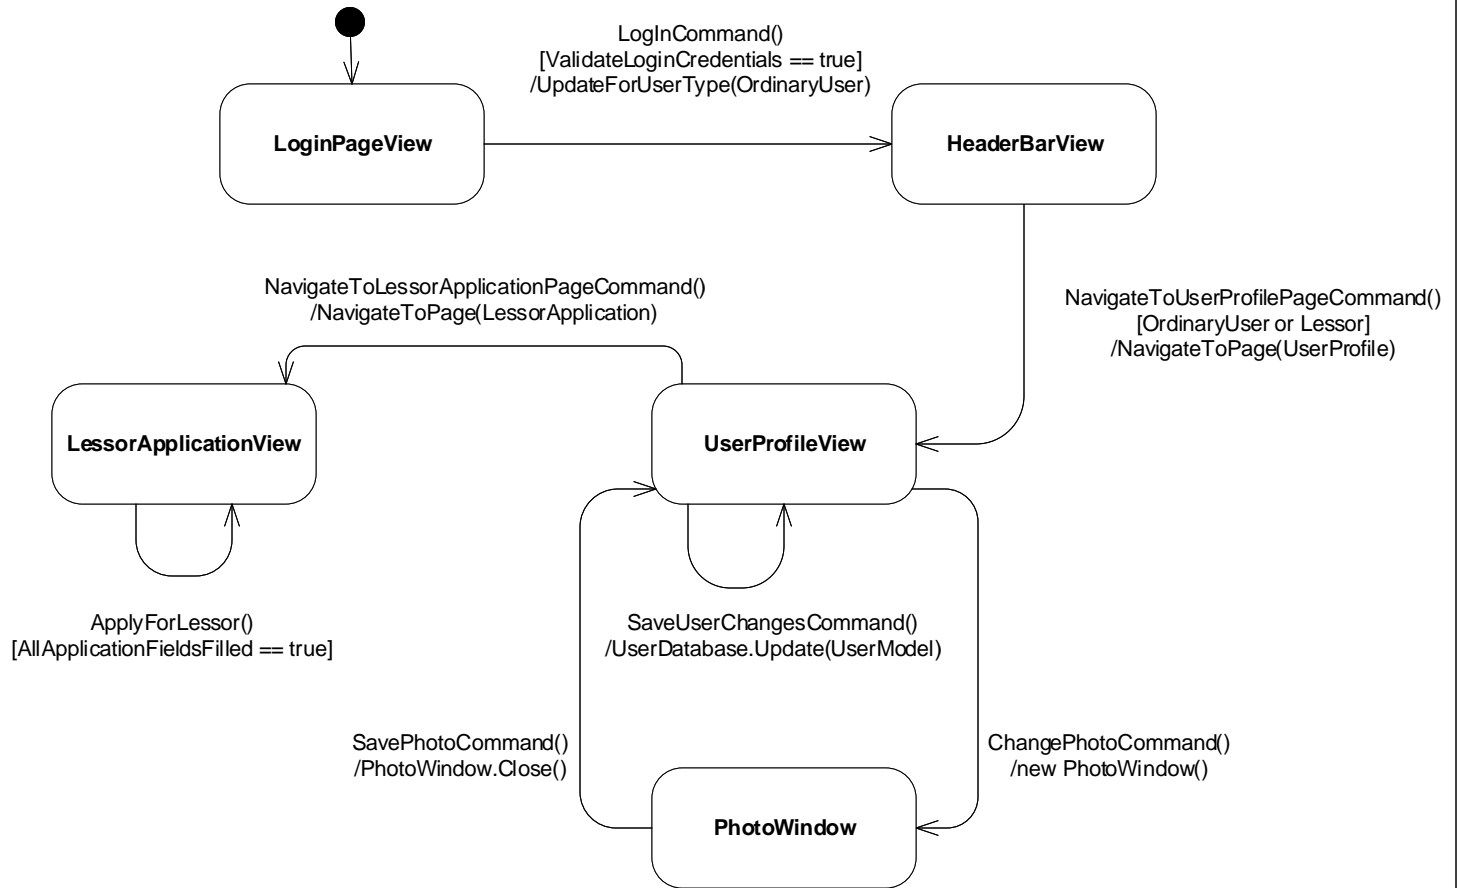 LogInCommand()
[ValidateLoginCredentials == true]
/UpdateForUserType(OrdinaryUser)
LoginPageView
HeaderBarView
NavigateToLessorApplicationPageCommand()
/NavigateToPage(LessorApplication)
NavigateToUserProfilePageCommand()
[OrdinaryUser or Lessor]
/NavigateToPage(UserProfile)
LessorApplicationView
UserProfileView
ApplyForLessor()
[AllApplicationFieldsFilled == true]
SaveUserChangesCommand()
/UserDatabase.Update(UserModel)
SavePhotoCommand()
/PhotoWindow.Close()
ChangePhotoCommand()
/new PhotoWindow()
PhotoWindow